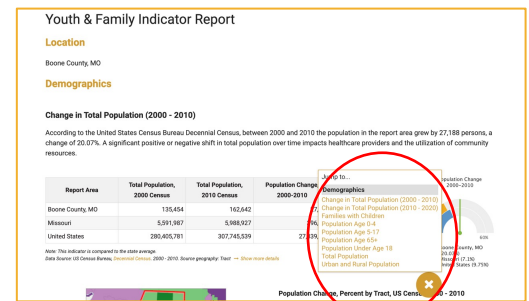 Youth & Family Indicator Report
Location
Boone County, MO
Demographics
Change in Total Population (2000 - 2010)
According to the United States Census Bureau Decennial Census, between 2000 and 2010 the population in the report area grew by 27,188 persons, a
change of 20.07%. A significant positive or negative shift in total population over time impacts healthcare providers and the utilization of community
resources.
Report Area
Total Population,
2000 Census
Total Population,
2010 Census
Population Change,
2000-2010
Boone County, MO 135,454 162,642
Missouri 5,591,987 5,988,927
United States 280,405,781 307,745,539
Note: This indicator is compared to the state average.
Data Source: US Census Bureau, Decennial Census. 2000 - 2010. Source geography: Tract → Show more details
Jump to...
Demographics
Change in Total Population (2000 - 2010)
Change in Total Population (2010 - 2020)
Families with Children
Population Age 0-4
Population Age 5-17
Population Age 65+
Population Under Age 18
Total Population
Urban and Rural Population
Population Change
2000-2010
60%
Boone County, MO
Missouri (7.1%)
United States (9.75%)
Population Change, Percent by Tract, US Census 2000 - 2010